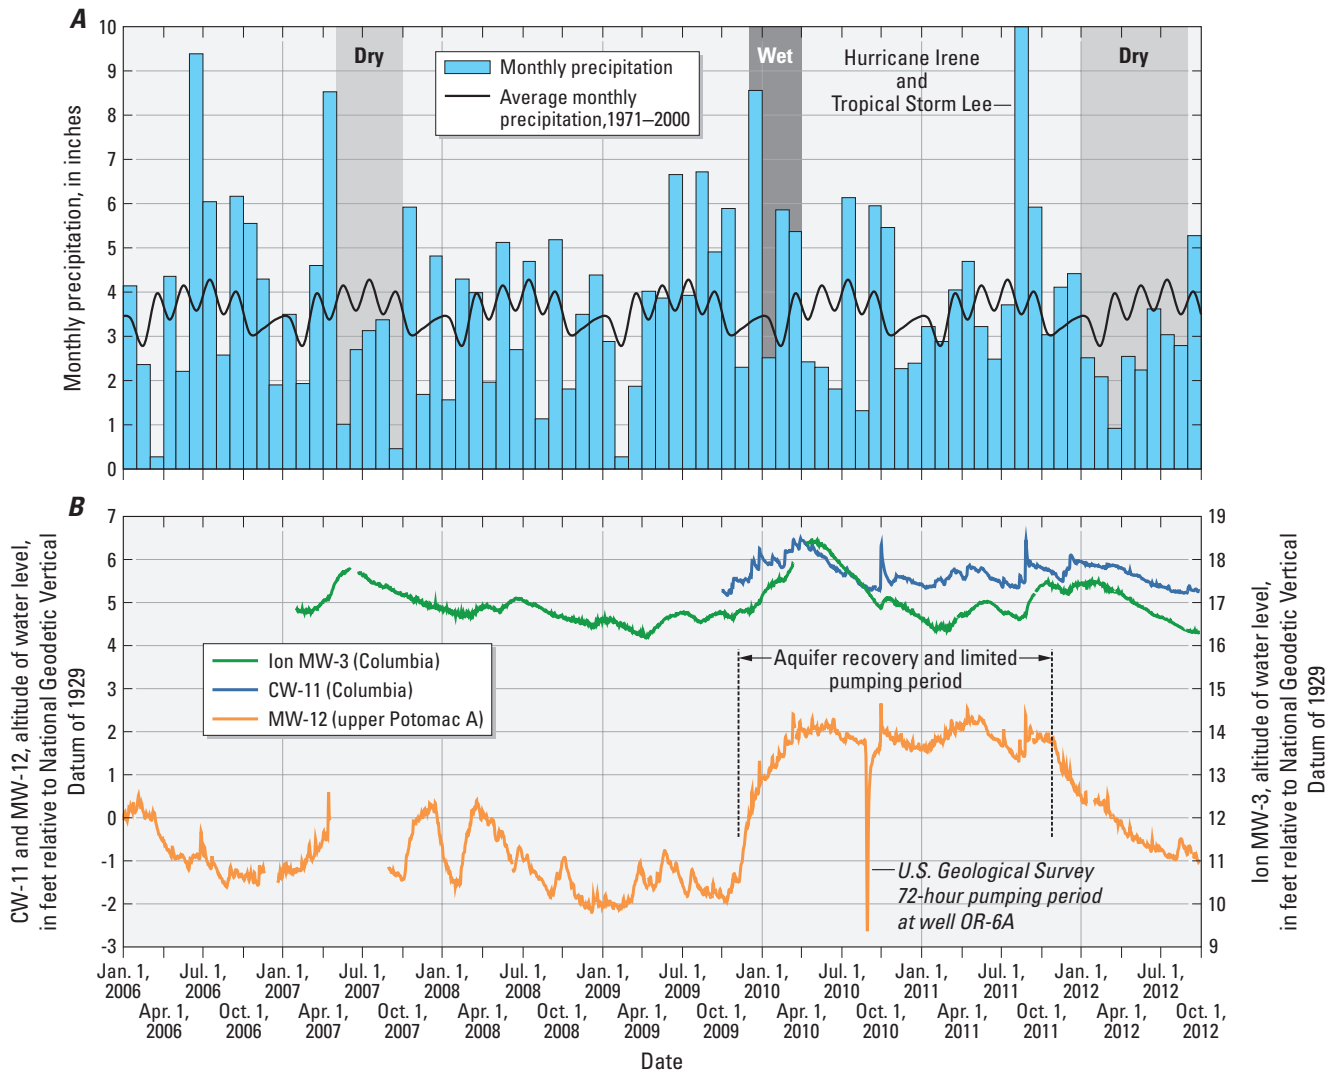 A
10
9
8
7
6
5
4
3
2
1
0
Monthly precipitation, in inches
Dry
Monthly precipitation
Average monthly
precipitation,1971–2000
Wet
Hurricane Irene
and
Tropical Storm Lee
Dry
B
7
6
5
4
3
2
1
0
-1
-2
-3
CW-11 and MW-12, altitude of water level,
in feet relative to National Geodetic Vertical
Datum of 1929
19
18
17
16
15
14
13
12
11
10
9
Ion MW-3, altitude of water level,
in feet relative to National Geodetic Vertical
Datum of 1929
Ion MW-3 (Columbia)
CW-11 (Columbia)
MW-12 (upper Potomac A)
Aquifer recovery and limited
pumping period
U.S. Geological Survey
72-hour pumping period
at well OR-6A
Jan. 1,
2006
Apr. 1,
2006
Jul. 1,
2006
Oct. 1,
2006
Jan. 1,
2007
Apr. 1,
2007
Jul. 1,
2007
Oct. 1,
2007
Jan. 1,
2008
Apr. 1,
2008
Jul. 1,
2008
Oct. 1,
2008
Jan. 1,
2009
Apr. 1,
2009
Jul. 1,
2009
Oct. 1,
2009
Jan. 1,
2010
Apr. 1,
2010
Jul. 1,
2010
Oct. 1,
2010
Jan. 1,
2011
Apr. 1,
2011
Jul. 1,
2011
Oct. 1,
2011
Jan. 1,
2012
Apr. 1,
2012
Jul. 1,
2012
Oct. 1,
2012
Date